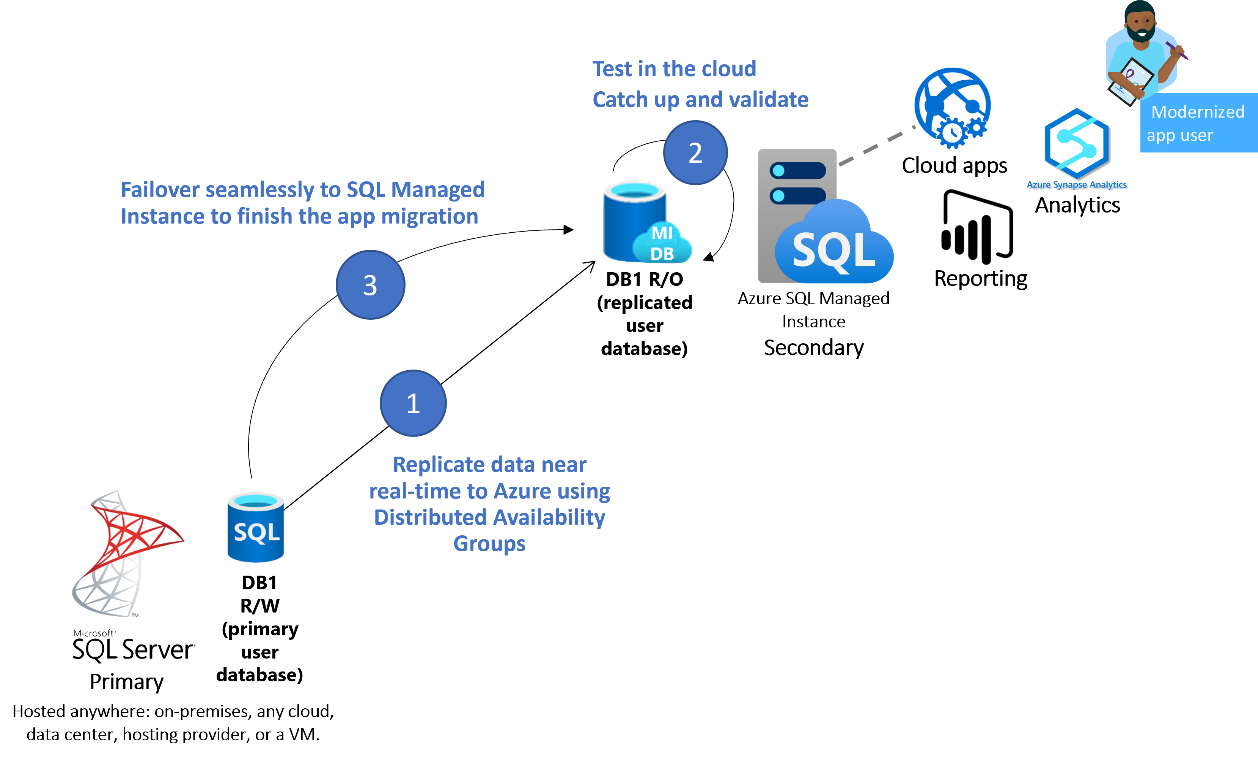 Test in the cloud
Catch up and validate
2
Modernized
app user
Cloud apps
Azure Synapse Analytics
Analytics
Reporting
Failover seamlessly to SQL Managed
Instance to finish the app migration
3
MI
DB
DB1 R/O
(replicated
user
database)
SQL
Azure SQL Managed
Instance
Secondary
1
Replicate data near
real-time to Azure using
Distributed Availability
Groups
SQL
DB1
R/W
(primary
user
database)
TM
Microsoft®
SQL Server
Primary
Hosted anywhere: on-premises, any cloud,
data center, hosting provider, or a VM.